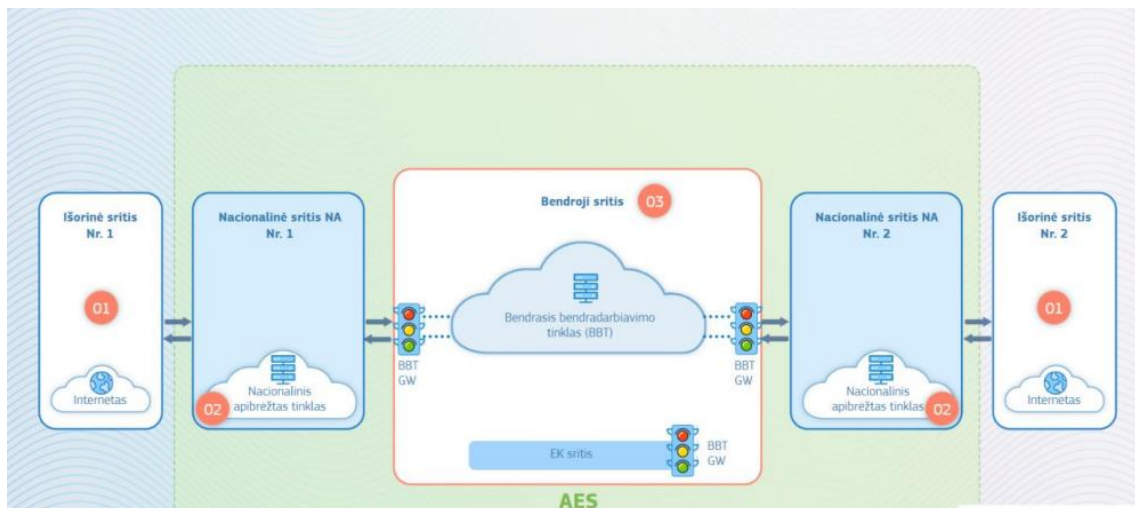 Išorinė sritis
Nr. 1
01
Internetas
Nacionalinė sritis NA
Nr. 1
02
Nacionalinis
apibrėžtas tinklas
Bendroji sritis
03
Bendrasis bendradarbiavimo
tinklas (BBT)
BBT
GW
BBT
GW
EK sritis
BBT
GW
Nacionalinė sritis NA
Nr. 2
Nacionalinis
apibrėžtas tinklas
02
Išorinė sritis
Nr. 2
01
Internetas
AES